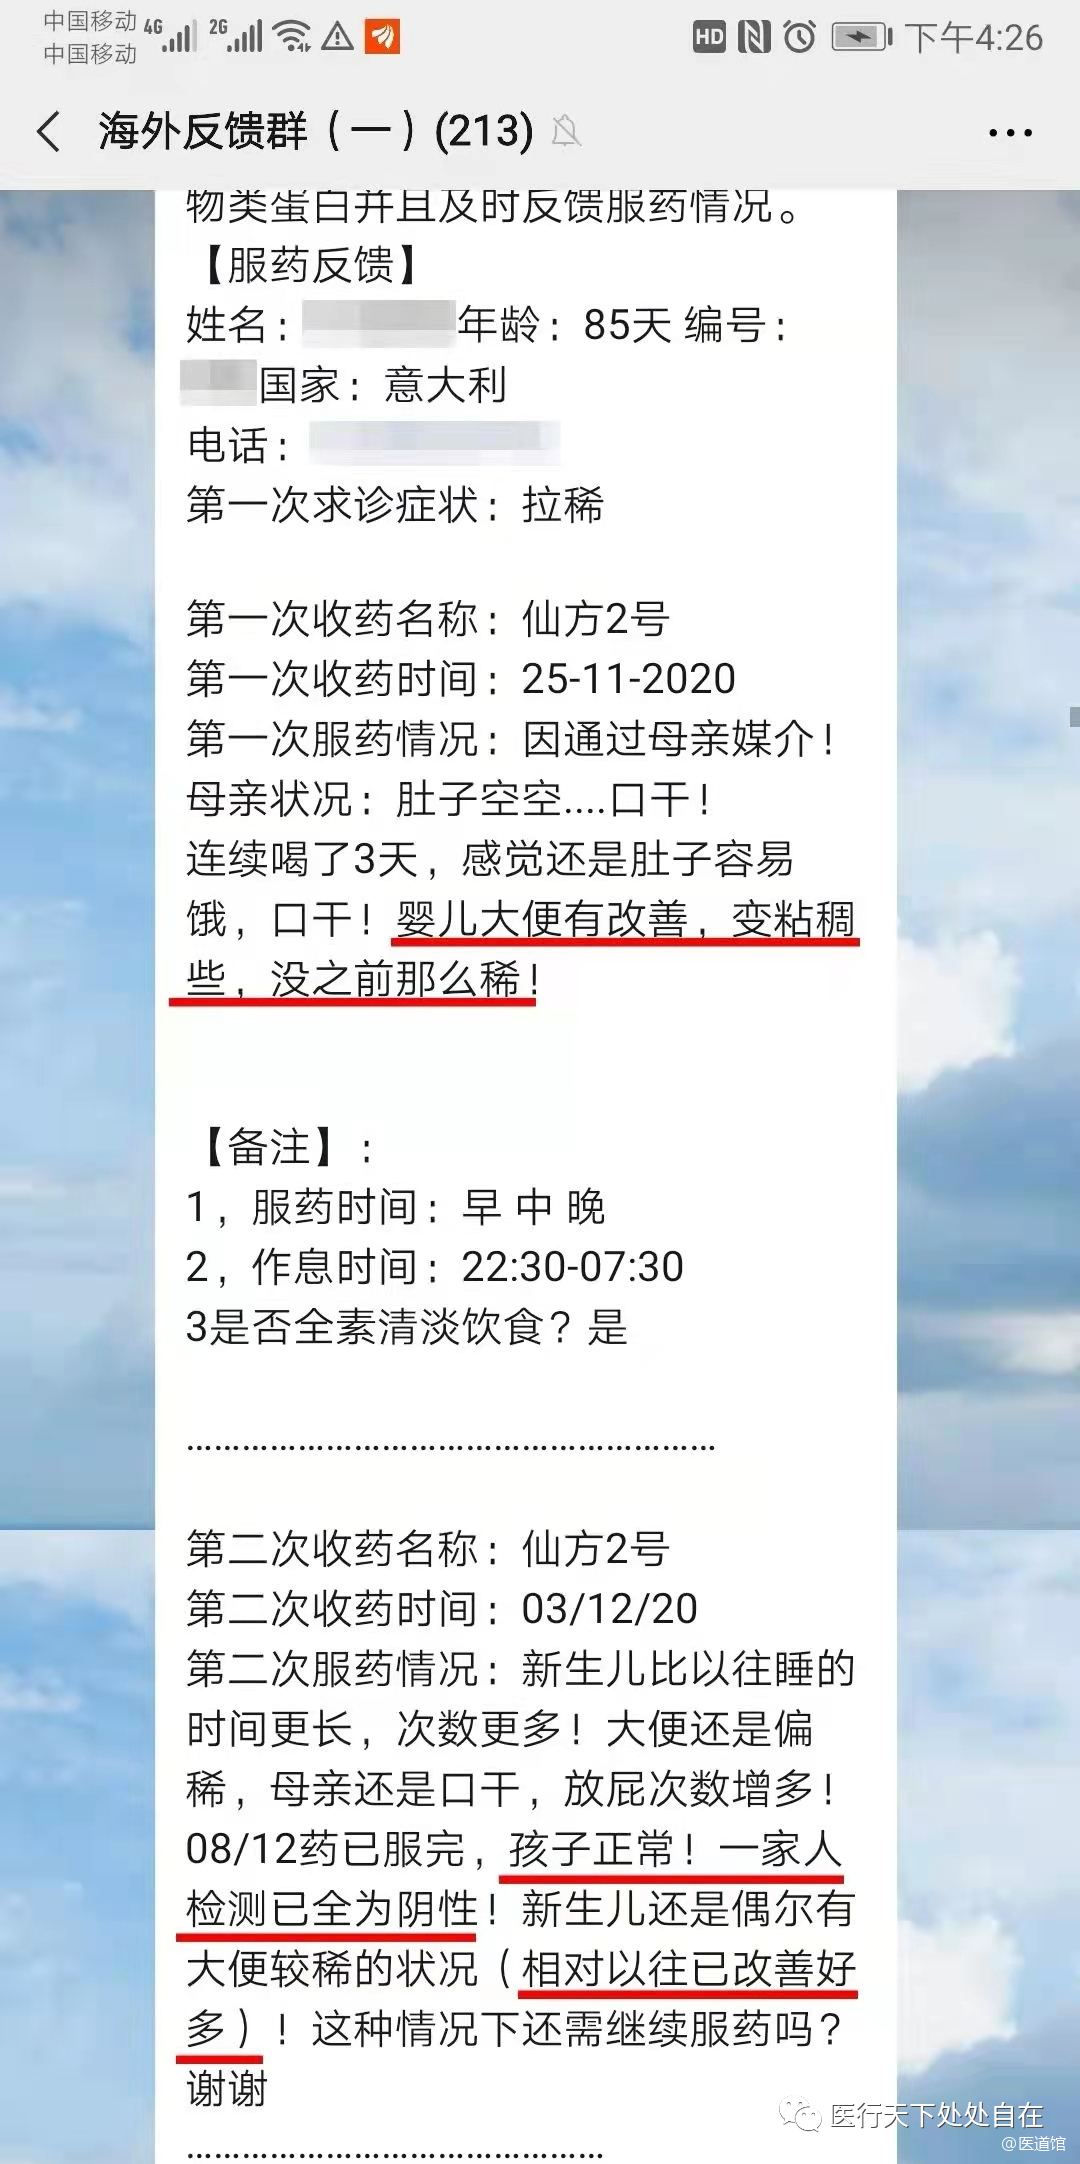 中国移动 4G 2G HD 下午4:26
中国移动
海外反馈群（一）(213)
物类蛋白并且及时反馈服药情况。
【服药反馈】
姓名： 年龄：85天 编号：
国家：意大利
电话：
第一次求诊症状：拉稀
第一次收药名称：仙方2号
第一次收药时间：25-11-2020
第一次服药情况：因通过母亲媒介！
母亲状况：肚子空空....口干！
连续喝了3天，感觉还是肚子容易
饿，口干！婴儿大便有改善，变粘稠
些，没之前那么稀！
【备注】：
1，服药时间：早 中 晚
2，作息时间：22:30-07:30
3是否全素清淡饮食？是
………………………………………………
第二次收药名称：仙方2号
第二次收药时间：03/12/20
第二次服药情况：新生儿比以往睡的
时间更长，次数更多！大便还是偏
稀，母亲还是口干，放屁次数增多！
08/12药已服完，孩子正常！一家人
检测已全为阴性！新生儿还是偶尔有
大便较稀的状况（相对以往已改善好
多）！这种情况下还需继续服药吗？
谢谢
……………………………………
医行天下处处自在
@医道馆